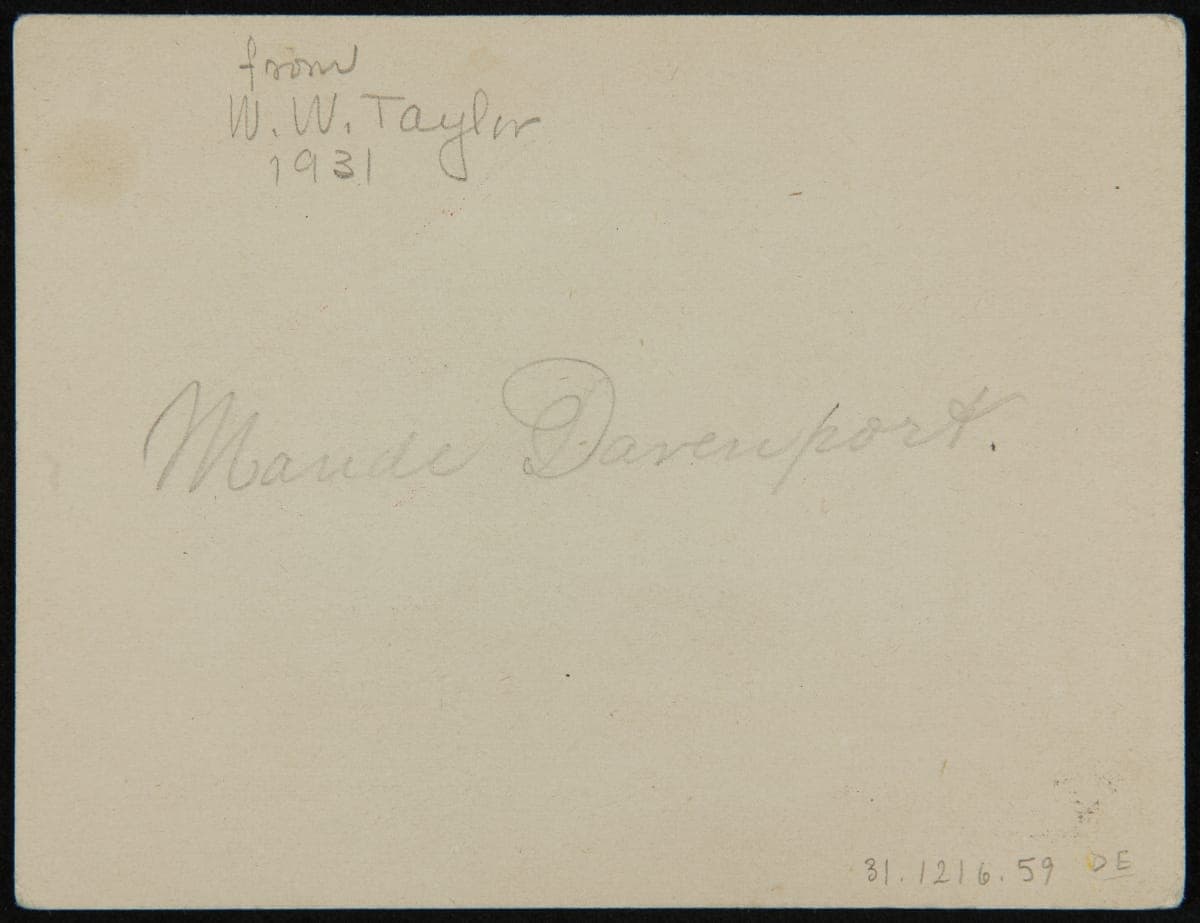 from
W. W. Taylor
1931
Maude Davenport.
31.1216.59 DE